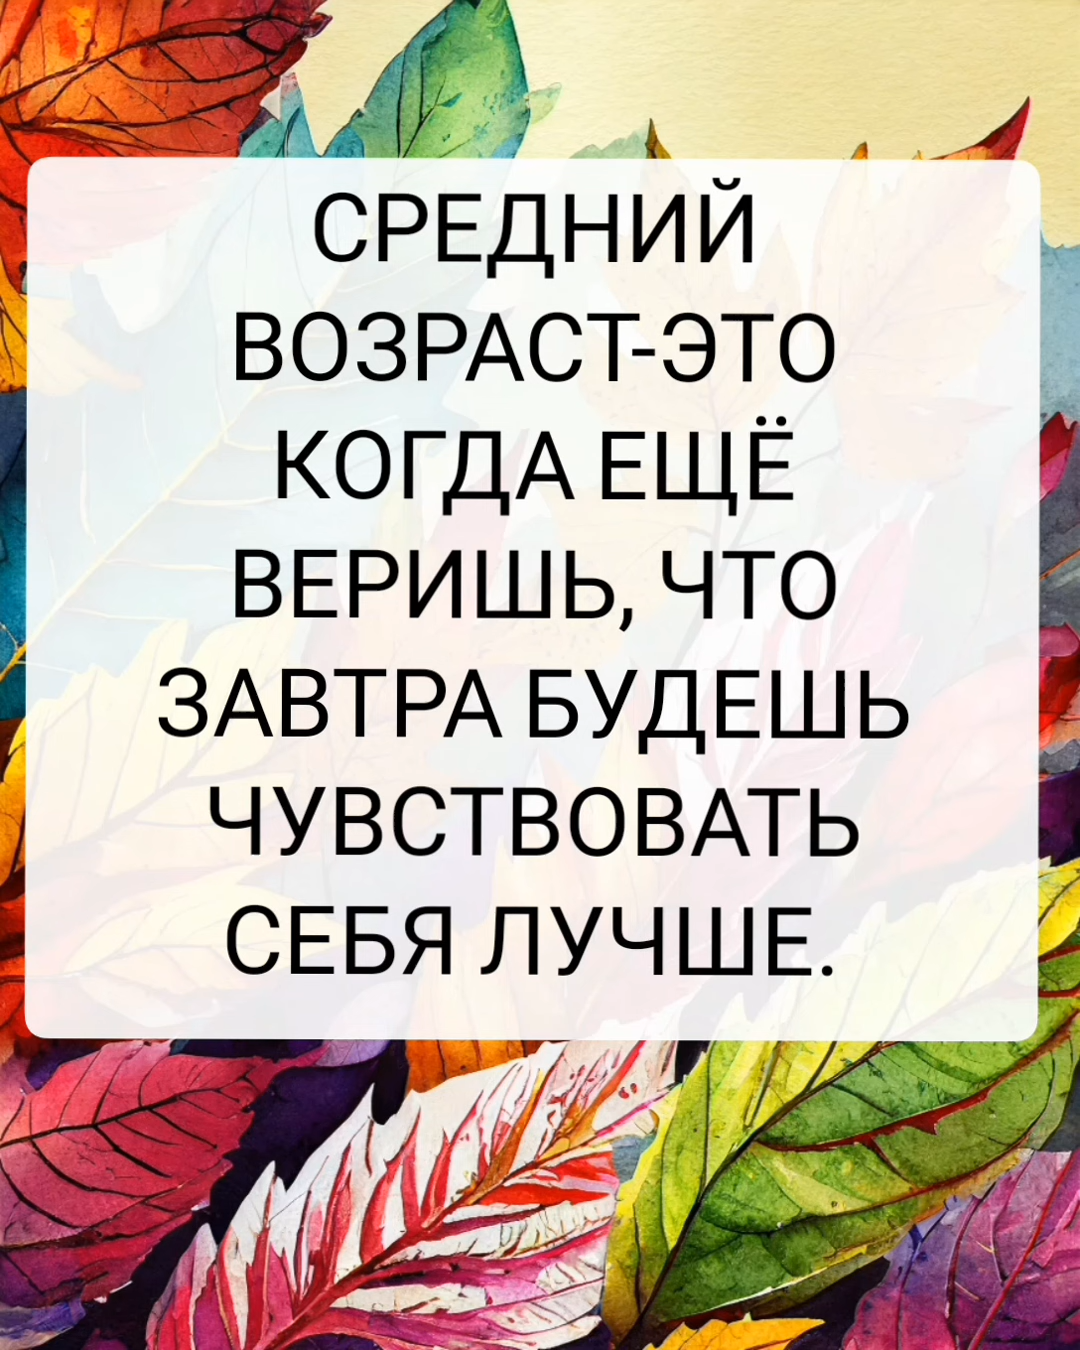 СРЕДНИЙ
ВОЗРАСТ-ЭТО
КОГДА ЕЩЁ
ВЕРИШЬ, ЧТО
ЗАВТРА БУДЕШЬ
ЧУВСТВОВАТЬ
СЕБЯ ЛУЧШЕ.